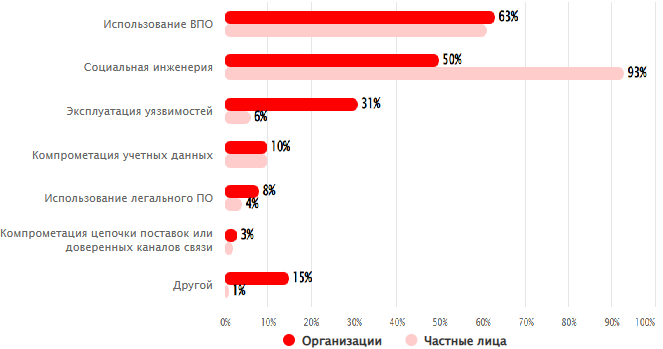 Использование ВПО
63%
Социальная инженерия
50%
93%
Эксплуатация уязвимостей
31%
6%
Компрометация учетных данных
10%
Использование легального ПО
8%
4%
Компрометация цепочки поставок или
доверенных каналов связи
3%
Другой
15%
1%
0% 10% 20% 30% 40% 50% 60% 70% 80% 90% 100%
Организации Частные лица